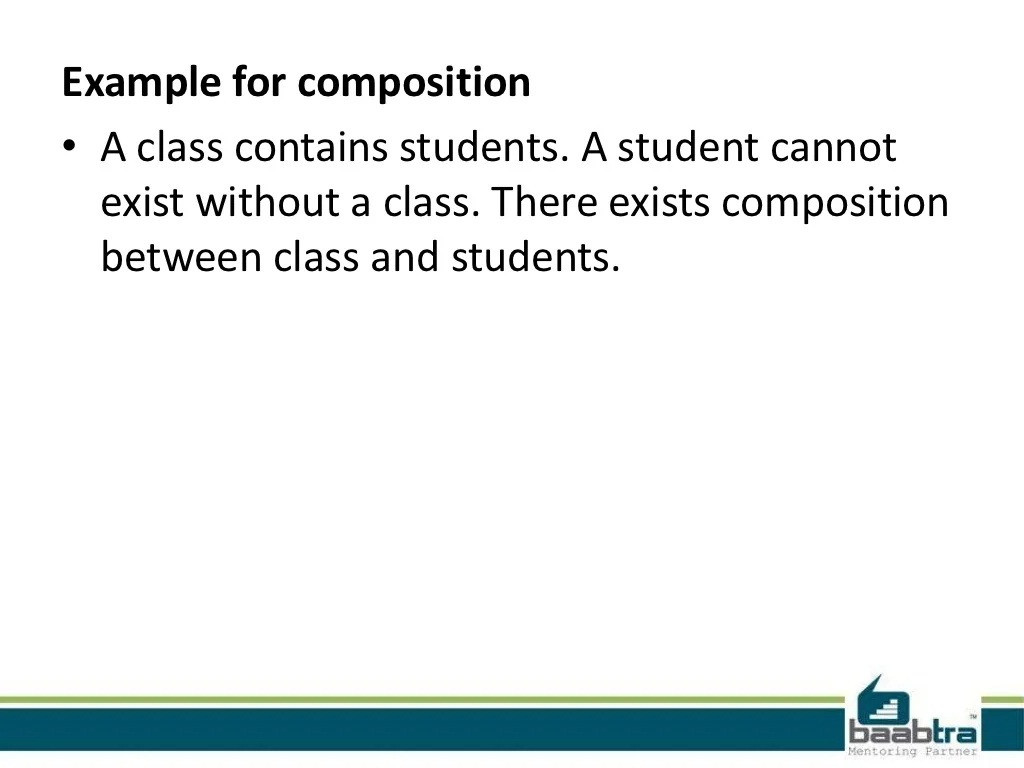 Example for composition
• A class contains students. A student cannot
exist without a class. There exists composition
between class and students.
baabtra™
Mentoring Partner